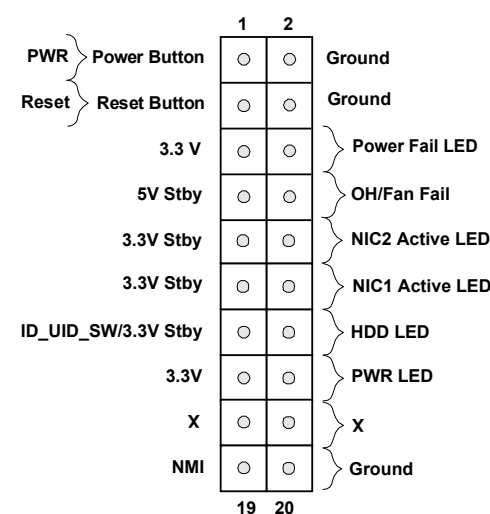 1 2
PWR Power Button Ground
Reset Reset Button Ground
3.3 V Power Fail LED
5V Stby OH/Fan Fail
3.3V Stby NIC2 Active LED
3.3V Stby NIC1 Active LED
ID_UID_SW/3.3V Stby HDD LED
3.3V PWR LED
X X
NMI Ground
19 20